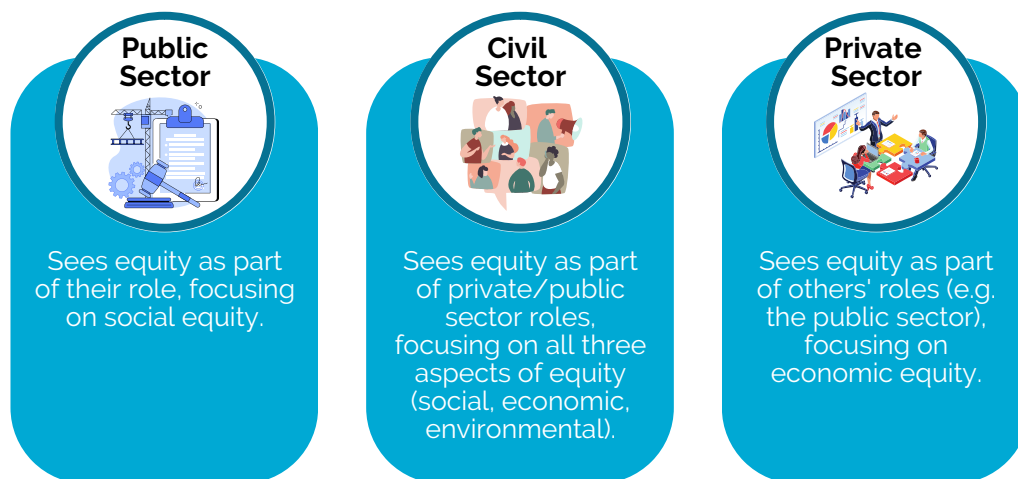 Public
Sector
Sees equity as part
of their role, focusing
on social equity.
Civil
Sector
Sees equity as part
of private/public
sector roles,
focusing on all three
aspects of equity
(social, economic,
environmental).
Private
Sector
Sees equity as part
of others' roles (e.g.
the public sector),
focusing on
economic equity.